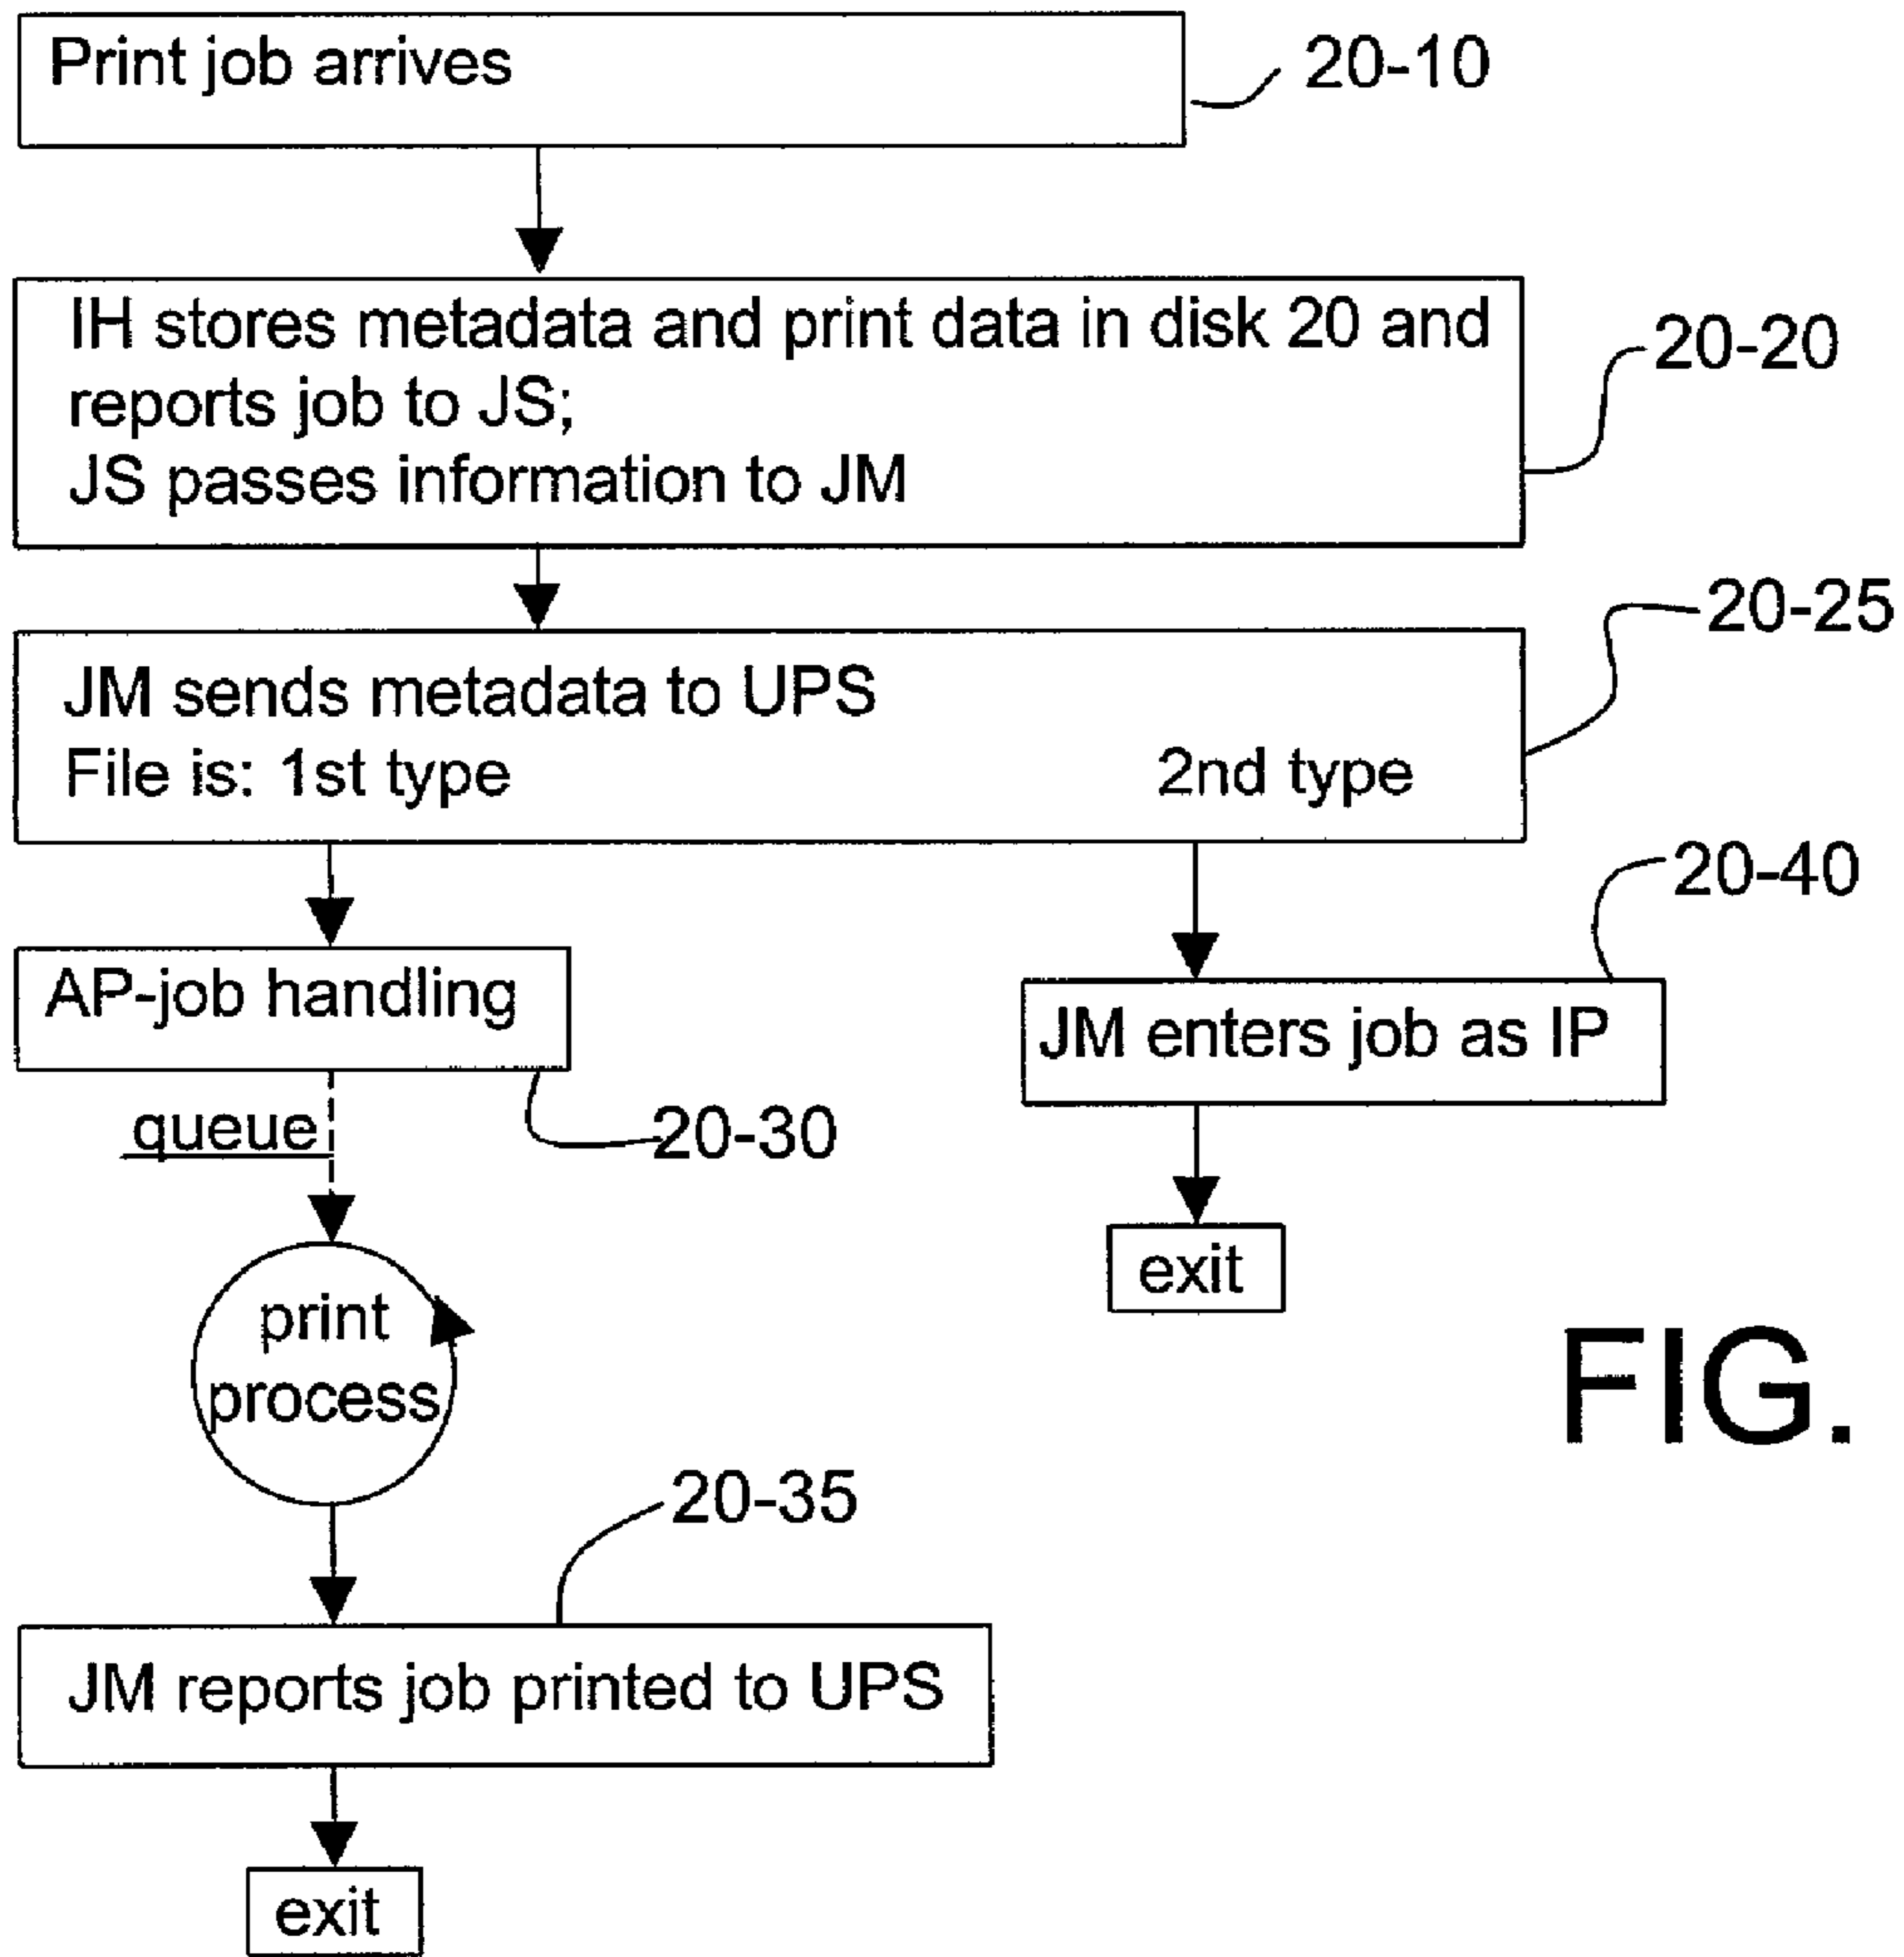 Print job arrives
20-10
IH stores metadata and print data in disk 20 and
reports job to JS;
JS passes information to JM
20-20
20-25
JM sends metadata to UPS
File is: 1st type 2nd type
20-40
AP-job handling
JM enters job as IP
queue
20-30
exit
print
process
FIG.
20-35
JM reports job printed to UPS
exit